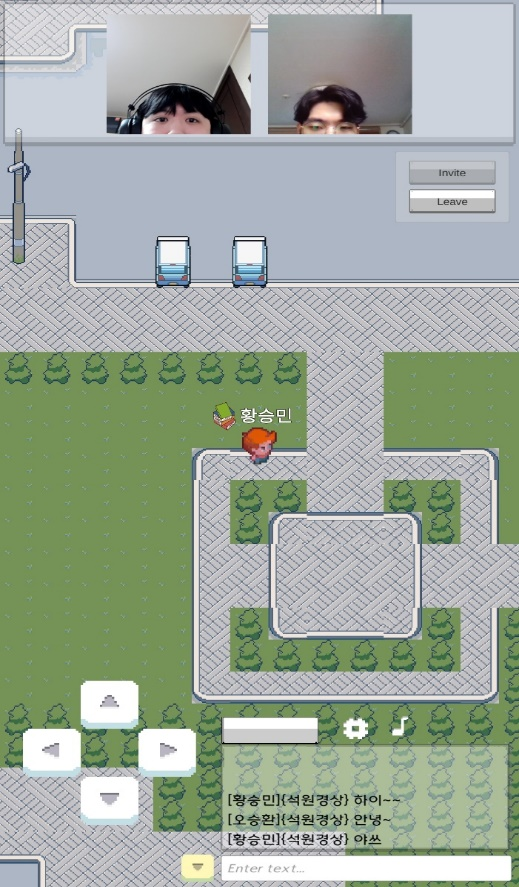 Invite
Leave
황승민
[황승민]{석원경상} 하이~~
[오승환]{석원경상} 안녕~
[황승민]{석원경상} 야쓰
Enter text...